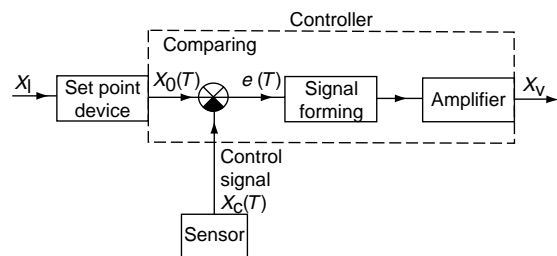 Controller
Comparing
X_I
Set point
device
X_0(T)
e (T)
Signal
forming
Amplifier
X_v
Control
signal
X_C(T)
Sensor